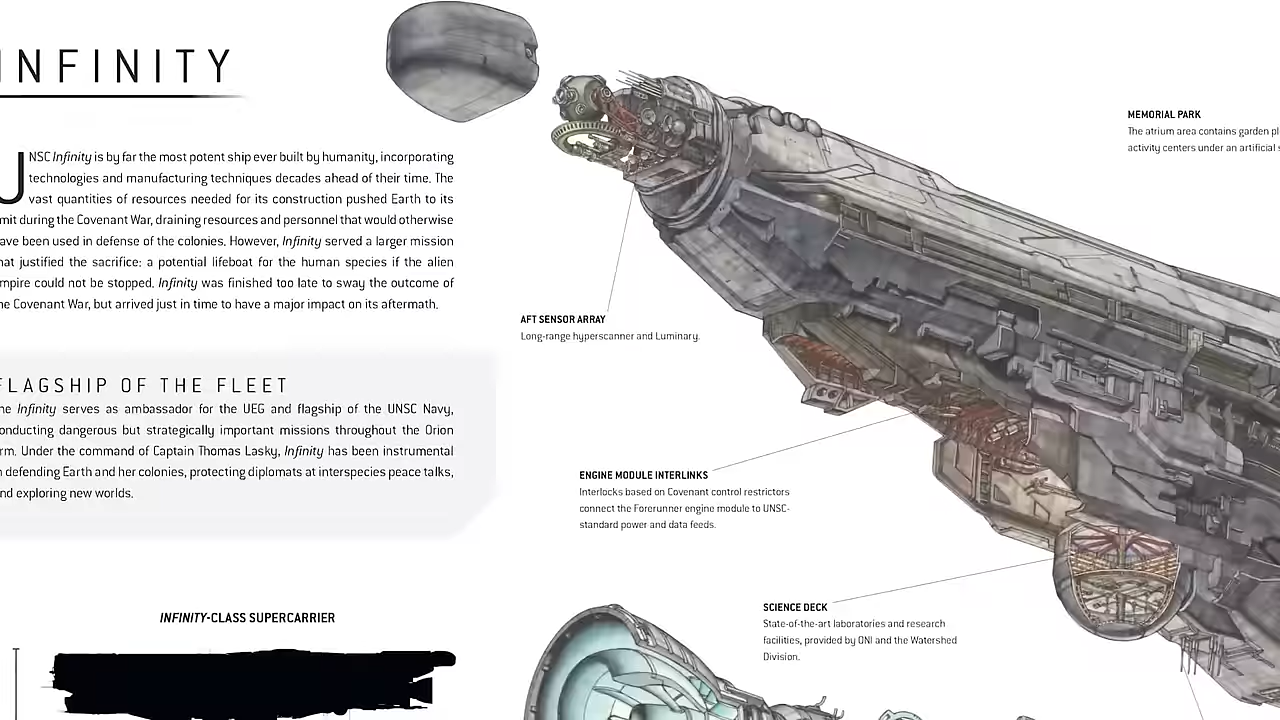 INFINITY
UNSC Infinity is by far the most potent ship ever built by humanity, incorporating
technologies and manufacturing techniques decades ahead of their time. The
vast quantities of resources needed for its construction pushed Earth to its
mit during the Covenant War, draining resources and personnel that would otherwise
ave been used in defense of the colonies. However, Infinity served a larger mission
hat justified the sacrifice: a potential lifeboat for the human species if the alien
mpire could not be stopped. Infinity was finished too late to sway the outcome of
he Covenant War, but arrived just in time to have a major impact on its aftermath.
FLAGSHIP OF THE FLEET
he Infinity serves as ambassador for the UEG and flagship of the UNSC Navy,
onducting dangerous but strategically important missions throughout the Orion
rm. Under the command of Captain Thomas Lasky, Infinity has been instrumental
n defending Earth and her colonies, protecting diplomats at interspecies peace talks,
nd exploring new worlds.
INFINITY-CLASS SUPERCARRIER
AFT SENSOR ARRAY
Long-range hyperscanner and Luminary.
ENGINE MODULE INTERLINKS
Interlocks based on Covenant control restrictors
connect the Forerunner engine module to UNSC-
standard power and data feeds.
SCIENCE DECK
State-of-the-art laboratories and research
facilities, provided by ONI and the Watershed
Division.
MEMORIAL PARK
The atrium area contains garden pl
activity centers under an artificial s